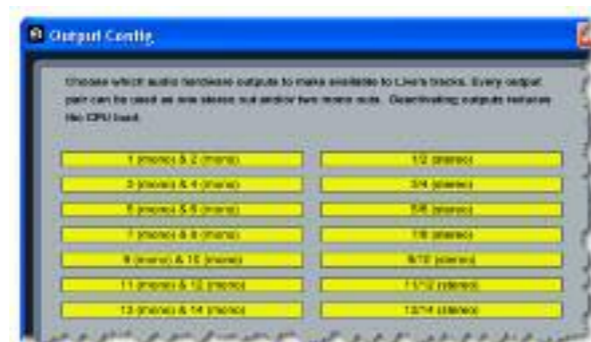 Output Config.
Choose which audio hardware outputs to make available to Live's tracks. Every output
pair can be used as one stereo out and/or two mono outs. Deactivating outputs reduces
the CPU load.
1 (mono) & 2 (mono)
1/2 (stereo)
3 (mono) & 4 (mono)
3/4 (stereo)
5 (mono) & 6 (mono)
5/6 (stereo)
7 (mono) & 8 (mono)
7/8 (stereo)
9 (mono) & 10 (mono)
9/10 (stereo)
11 (mono) & 12 (mono)
11/12 (stereo)
13 (mono) & 14 (mono)
13/14 (stereo)